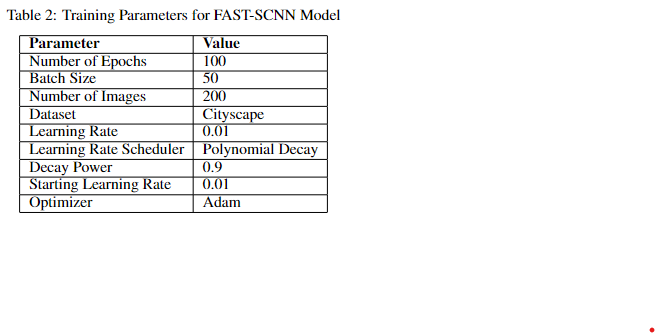 Table 2: Training Parameters for FAST-SCNN Model
Parameter Value
Number of Epochs 100
Batch Size 50
Number of Images 200
Dataset Cityscape
Learning Rate 0.01
Learning Rate Scheduler Polynomial Decay
Decay Power 0.9
Starting Learning Rate 0.01
Optimizer Adam